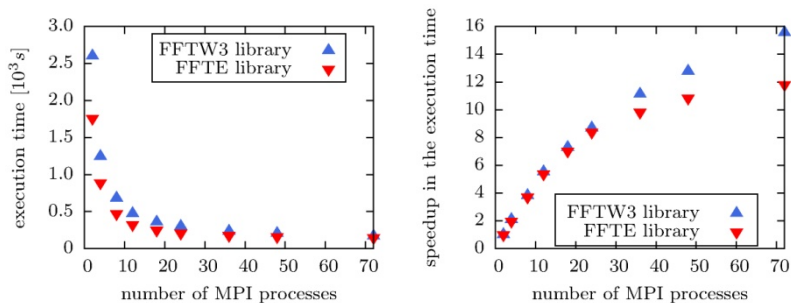 3.0
2.5
2.0
1.5
1.0
0.5
0
0 10 20 30 40 50 60 70
execution time [10³s]
number of MPI processes
FFTW3 library
FFTE library
16
14
12
10
8
6
4
2
0
0 10 20 30 40 50 60 70
speedup in the execution time
number of MPI processes
FFTW3 library
FFTE library